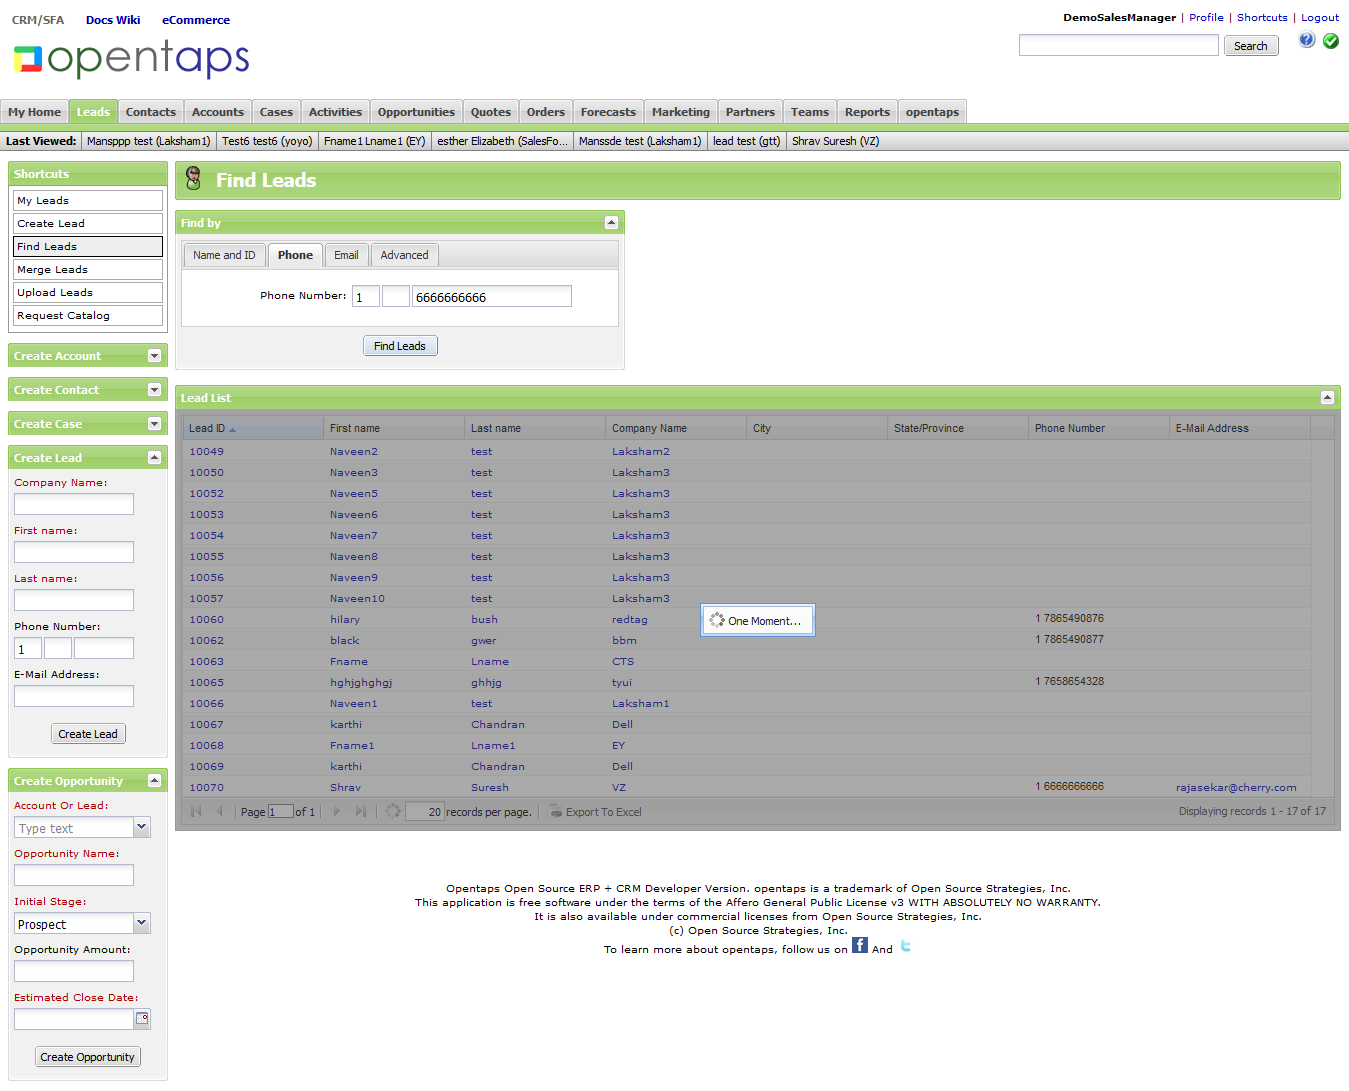 CRM/SFA Docs Wiki eCommerce
DemoSalesManager | Profile | Shortcuts | Logout
opentaps
Search
My Home Leads Contacts Accounts Cases Activities Opportunities Quotes Orders Forecasts Marketing Partners Teams Reports opentaps
Last Viewed: Mansppp test (Laksham1) Test6 test6 (yoyo) Fname1 Lname1 (EY) esther Elizabeth (SalesFo... Manssde test (Laksham1) lead test (gtt) Shrav Suresh (VZ)
Shortcuts
My Leads
Create Lead
Find Leads
Merge Leads
Upload Leads
Request Catalog
Create Account
Create Contact
Create Case
Create Lead
Company Name:
First name:
Last name:
Phone Number:
1
E-Mail Address:
Create Lead
Create Opportunity
Account Or Lead:
Type text
Opportunity Name:
Initial Stage:
Prospect
Opportunity Amount:
Estimated Close Date:
Create Opportunity
Find Leads
Find by
Name and ID Phone Email Advanced
Phone Number: 1 6666666666
Find Leads
Lead List
Lead ID First name Last name Company Name City State/Province Phone Number E-Mail Address
10049 Naveen2 test Laksham2
10050 Naveen3 test Laksham3
10052 Naveen5 test Laksham3
10053 Naveen6 test Laksham3
10054 Naveen7 test Laksham3
10055 Naveen8 test Laksham3
10056 Naveen9 test Laksham3
10057 Naveen10 test Laksham3
10060 hilary bush redtag 1 7865490876
One Moment...
10062 black gwer bbm 1 7865490877
10063 Fname Lname CTS
10065 hghjghghgj ghhjg tyui 1 7658654328
10066 Naveen1 test Laksham1
10067 karthi Chandran Dell
10068 Fname1 Lname1 EY
10069 karthi Chandran Dell
10070 Shrav Suresh VZ 1 6666666666 rajasekar@cherry.com
Page 1 of 1 20 records per page. Export To Excel Displaying records 1 - 17 of 17
Opentaps Open Source ERP + CRM Developer Version. opentaps is a trademark of Open Source Strategies, Inc.
This application is free software under the terms of the Affero General Public License v3 WITH ABSOLUTELY NO WARRANTY.
It is also available under commercial licenses from Open Source Strategies, Inc.
(c) Open Source Strategies, Inc.
To learn more about opentaps, follow us on f And t